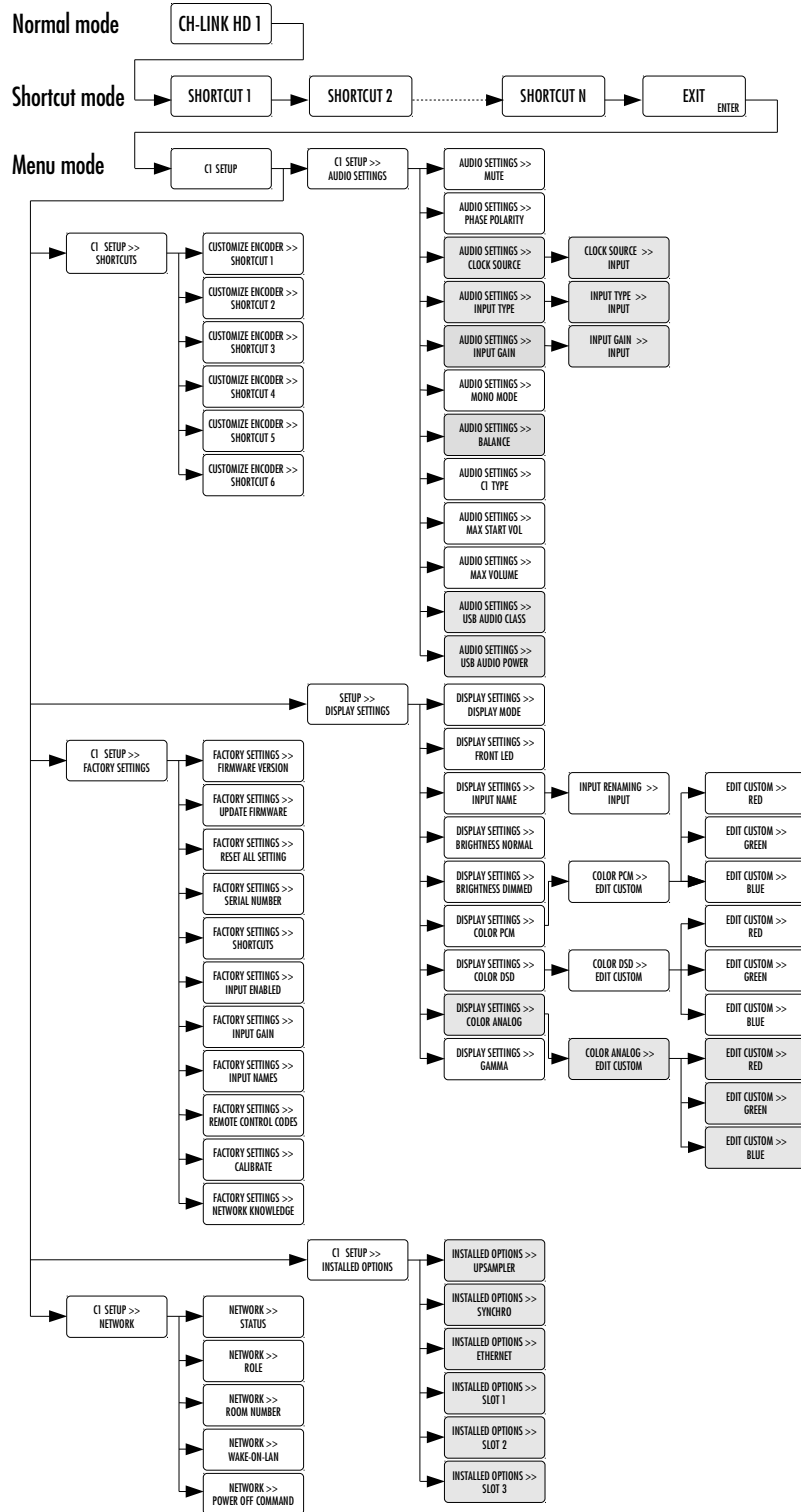 Normal mode
CH-LINK HD 1
Shortcut mode
SHORTCUT 1
SHORTCUT 2
SHORTCUT N
EXIT
ENTER
Menu mode
C1 SETUP
C1 SETUP >>
AUDIO SETTINGS
AUDIO SETTINGS >>
MUTE
AUDIO SETTINGS >>
PHASE POLARITY
AUDIO SETTINGS >>
CLOCK SOURCE
CLOCK SOURCE >>
INPUT
AUDIO SETTINGS >>
INPUT TYPE
INPUT TYPE >>
INPUT
AUDIO SETTINGS >>
INPUT GAIN
INPUT GAIN >>
INPUT
AUDIO SETTINGS >>
MONO MODE
AUDIO SETTINGS >>
BALANCE
AUDIO SETTINGS >>
C1 TYPE
AUDIO SETTINGS >>
MAX START VOL
AUDIO SETTINGS >>
MAX VOLUME
AUDIO SETTINGS >>
USB AUDIO CLASS
AUDIO SETTINGS >>
USB AUDIO POWER
C1 SETUP >>
SHORTCUTS
CUSTOMIZE ENCODER >>
SHORTCUT 1
CUSTOMIZE ENCODER >>
SHORTCUT 2
CUSTOMIZE ENCODER >>
SHORTCUT 3
CUSTOMIZE ENCODER >>
SHORTCUT 4
CUSTOMIZE ENCODER >>
SHORTCUT 5
CUSTOMIZE ENCODER >>
SHORTCUT 6
SETUP >>
DISPLAY SETTINGS
DISPLAY SETTINGS >>
DISPLAY MODE
DISPLAY SETTINGS >>
FRONT LED
DISPLAY SETTINGS >>
INPUT NAME
INPUT RENAMING >>
INPUT
DISPLAY SETTINGS >>
BRIGHTNESS NORMAL
DISPLAY SETTINGS >>
BRIGHTNESS DIMMED
DISPLAY SETTINGS >>
COLOR PCM
COLOR PCM >>
EDIT CUSTOM
EDIT CUSTOM >>
RED
EDIT CUSTOM >>
GREEN
EDIT CUSTOM >>
BLUE
DISPLAY SETTINGS >>
COLOR DSD
COLOR DSD >>
EDIT CUSTOM
EDIT CUSTOM >>
RED
EDIT CUSTOM >>
GREEN
EDIT CUSTOM >>
BLUE
DISPLAY SETTINGS >>
COLOR ANALOG
COLOR ANALOG >>
EDIT CUSTOM
EDIT CUSTOM >>
RED
EDIT CUSTOM >>
GREEN
EDIT CUSTOM >>
BLUE
DISPLAY SETTINGS >>
GAMMA
C1 SETUP >>
FACTORY SETTINGS
FACTORY SETTINGS >>
FIRMWARE VERSION
FACTORY SETTINGS >>
UPDATE FIRMWARE
FACTORY SETTINGS >>
RESET ALL SETTING
FACTORY SETTINGS >>
SERIAL NUMBER
FACTORY SETTINGS >>
SHORTCUTS
FACTORY SETTINGS >>
INPUT ENABLED
FACTORY SETTINGS >>
INPUT GAIN
FACTORY SETTINGS >>
INPUT NAMES
FACTORY SETTINGS >>
REMOTE CONTROL CODES
FACTORY SETTINGS >>
CALIBRATE
FACTORY SETTINGS >>
NETWORK KNOWLEDGE
C1 SETUP >>
INSTALLED OPTIONS
INSTALLED OPTIONS >>
UPSAMPLER
INSTALLED OPTIONS >>
SYNCHRO
INSTALLED OPTIONS >>
ETHERNET
INSTALLED OPTIONS >>
SLOT 1
INSTALLED OPTIONS >>
SLOT 2
INSTALLED OPTIONS >>
SLOT 3
C1 SETUP >>
NETWORK
NETWORK >>
STATUS
NETWORK >>
ROLE
NETWORK >>
ROOM NUMBER
NETWORK >>
WAKE-ON-LAN
NETWORK >>
POWER OFF COMMAND